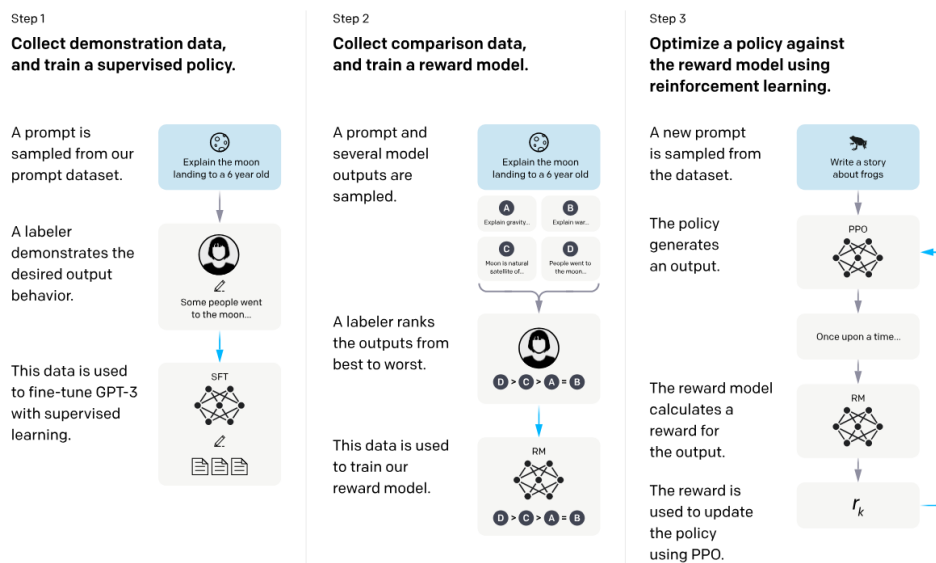 Step 1
Collect demonstration data,
and train a supervised policy.
A prompt is
sampled from our
prompt dataset.
Explain the moon
landing to a 6 year old
A labeler
demonstrates the
desired output
behavior.
Some people went
to the moon...
This data is used
to fine-tune GPT-3
with supervised
learning.
SFT
Step 2
Collect comparison data,
and train a reward model.
A prompt and
several model
outputs are
sampled.
Explain the moon
landing to a 6 year old
A
Explain gravity...
B
Explain war...
C
Moon is natural
satellite of...
D
People went to
the moon...
A labeler ranks
the outputs from
best to worst.
D > C > A = B
This data is used
to train our
reward model.
RM
D > C > A = B
Step 3
Optimize a policy against
the reward model using
reinforcement learning.
A new prompt
is sampled from
the dataset.
Write a story
about frogs
The policy
generates
an output.
PPO
Once upon a time...
The reward model
calculates a
reward for
the output.
RM
The reward is
used to update
the policy
using PPO.
r_k